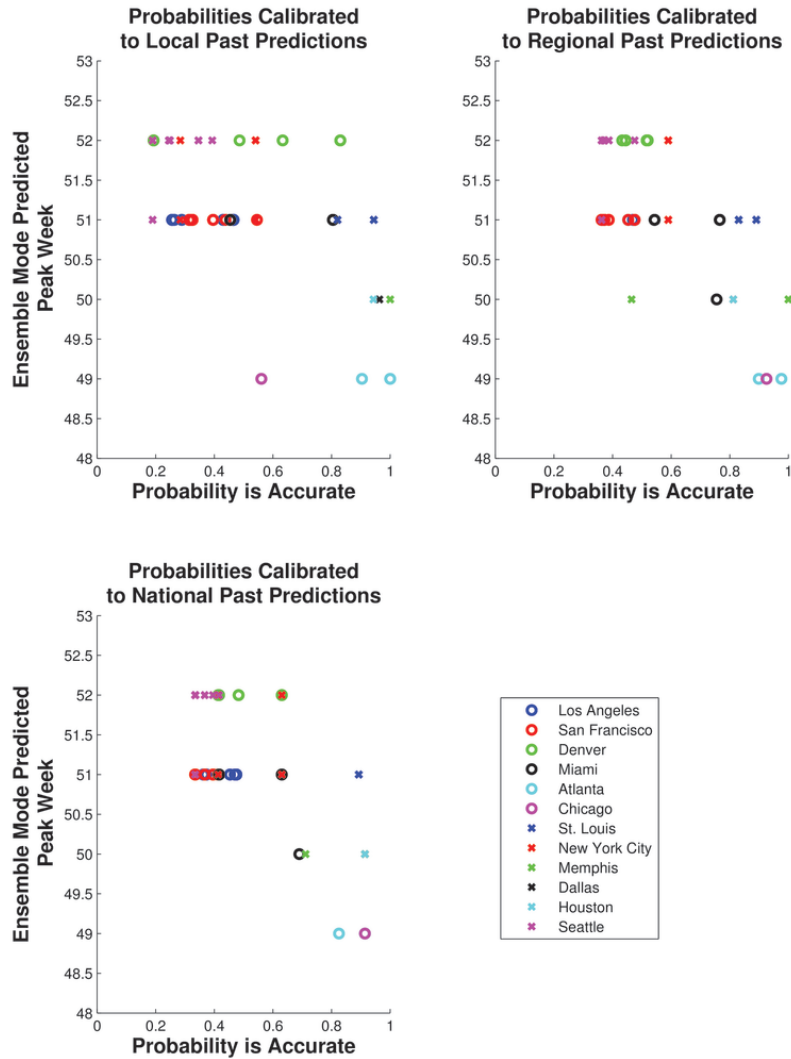 Probabilities Calibrated
to Local Past Predictions
53
52.5
52
51.5
51
50.5
50
49.5
49
48.5
48
0
0.2
0.4
0.6
0.8
1
Ensemble Mode Predicted
Peak Week
Probability is Accurate
Probabilities Calibrated
to Regional Past Predictions
53
52.5
52
51.5
51
50.5
50
49.5
49
48.5
48
0
0.2
0.4
0.6
0.8
1
Probability is Accurate
Probabilities Calibrated
to National Past Predictions
53
52.5
52
51.5
51
50.5
50
49.5
49
48.5
48
0
0.2
0.4
0.6
0.8
1
Ensemble Mode Predicted
Peak Week
Probability is Accurate
Los Angeles
San Francisco
Denver
Miami
Atlanta
Chicago
St. Louis
New York City
Memphis
Dallas
Houston
Seattle